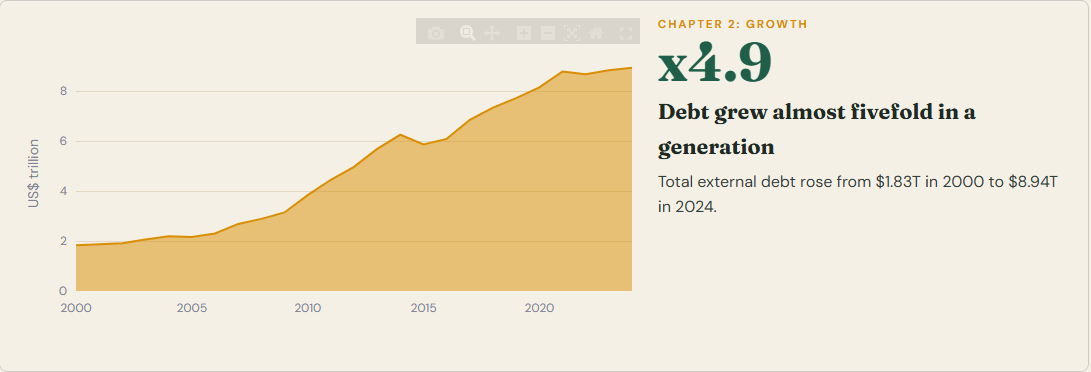 CHAPTER 2: GROWTH
x4.9
Debt grew almost fivefold in a
generation
Total external debt rose from $1.83T in 2000 to $8.94T
in 2024.
US$ trillion
8
6
4
2
0
2000
2005
2010
2015
2020